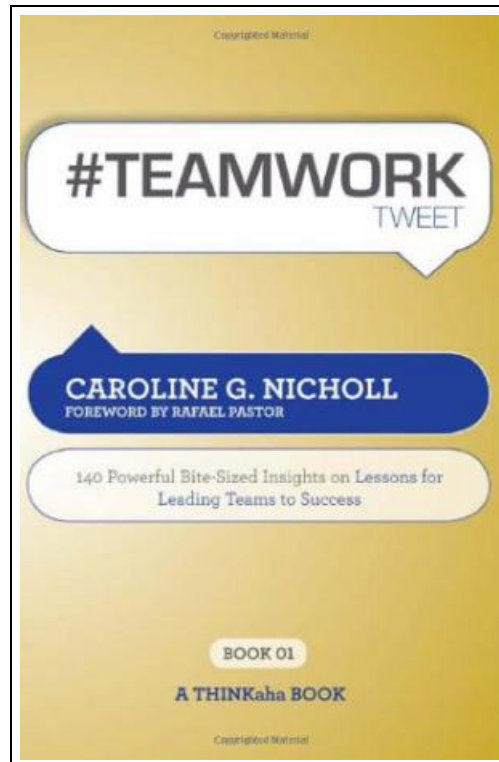 Copyrighted Material
#TEAMWORK
TWEET
CAROLINE G. NICHOLL
FOREWORD BY RAFAEL PASTOR
140 Powerful Bite-Sized Insights on Lessons for
Leading Teams to Success
BOOK 01
A THINKaha BOOK
Copyrighted Material